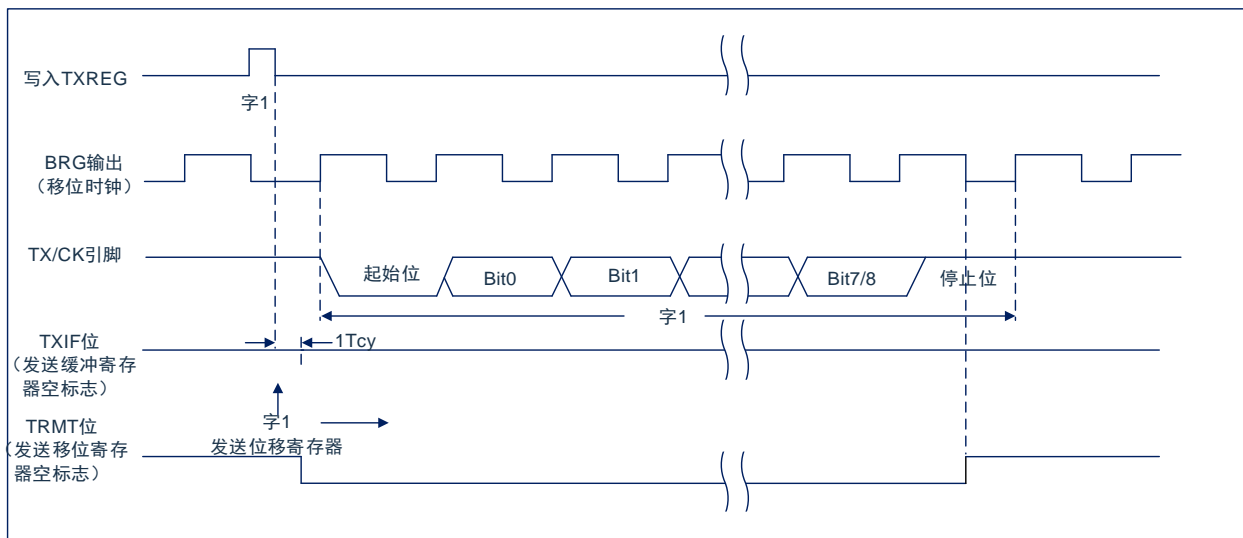 写入TXREG
字1
BRG输出
（移位时钟）
TX/CK引脚
起始位
Bit0
Bit1
Bit7/8
停止位
字1
TXIF位
（发送缓冲寄存
器空标志）
1Tcy
字1
发送位移寄存器
TRMT位
（发送移位寄存
器空标志）